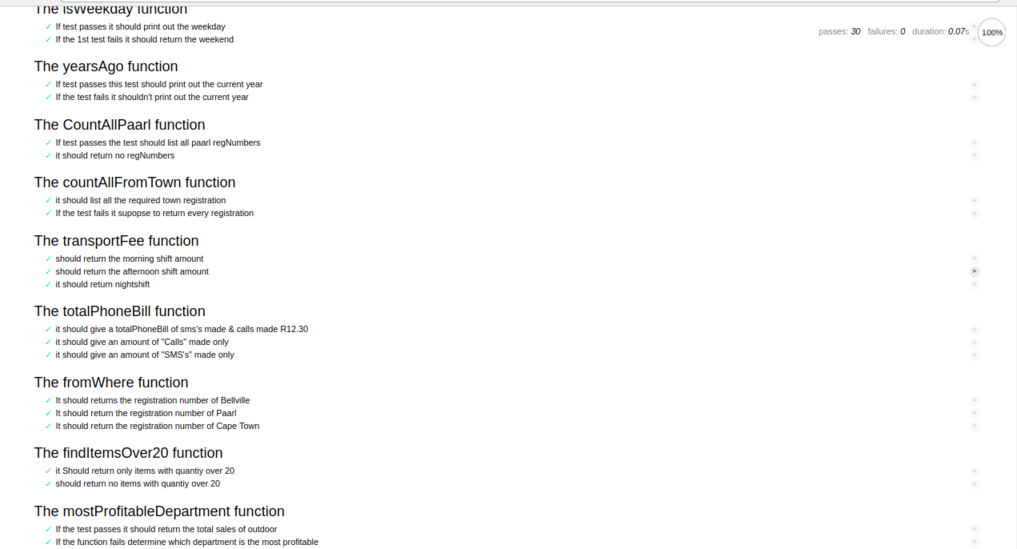 The isWeekday function
✓ If test passes it should print out the weekday
✓ If the 1st test fails it should return the weekend
passes: 30 failures: 0 duration: 0.07s 100%
The yearsAgo function
✓ If test passes this test should print out the current year
✓ If the test fails it shouldn't print out the current year
The CountAllPaarl function
✓ If test passes the test should list all paarl regNumbers
✓ it should return no regNumbers
The countAllFromTown function
✓ it should list all the required town registration
✓ If the test fails it supopse to return every registration
The transportFee function
✓ should return the morning shift amount
✓ should return the afternoon shift amount
✓ it should return nightshift
The totalPhoneBill function
✓ it should give a totalPhoneBill of sms's made & calls made R12.30
✓ it should give an amount of "Calls" made only
✓ it should give an amount of "SMS's" made only
The fromWhere function
✓ It should returns the registration number of Bellville
✓ It should return the registration number of Paarl
✓ It should return the registration number of Cape Town
The findItemsOver20 function
✓ it Should return only items with quantiy over 20
✓ should return no items with quantiy over 20
The mostProfitableDepartment function
✓ If the test passes it should return the total sales of outdoor
✓ If the function fails determine which department is the most profitable